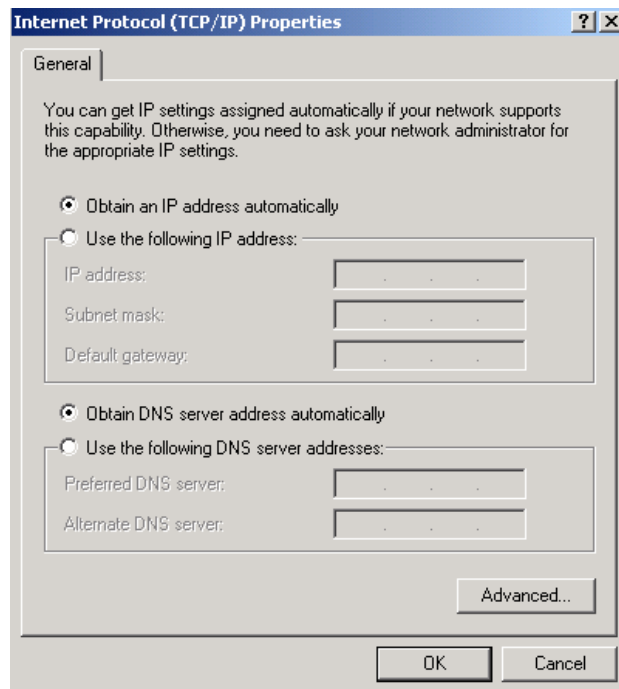 Internet Protocol (TCP/IP) Properties
General
You can get IP settings assigned automatically if your network supports
this capability. Otherwise, you need to ask your network administrator for
the appropriate IP settings.
Obtain an IP address automatically
Use the following IP address:
IP address:
Subnet mask:
Default gateway:
Obtain DNS server address automatically
Use the following DNS server addresses:
Preferred DNS server:
Alternate DNS server:
Advanced...
OK Cancel